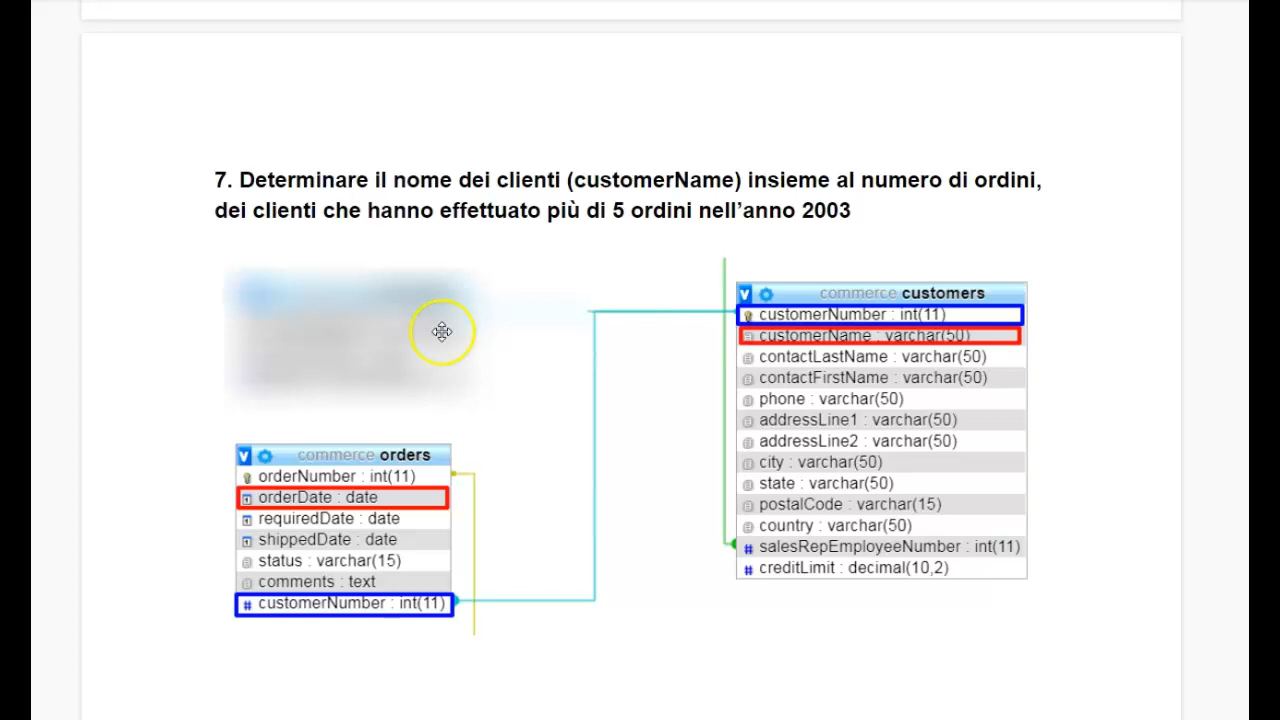 7. Determinare il nome dei clienti (customerName) insieme al numero di ordini,
dei clienti che hanno effettuato più di 5 ordini nell'anno 2003
V commerce customers
customerNumber : int(11)
customerName : varchar(50)
contactLastName : varchar(50)
contactFirstName : varchar(50)
phone : varchar(50)
addressLine1 : varchar(50)
addressLine2 : varchar(50)
city : varchar(50)
state : varchar(50)
postalCode : varchar(15)
country : varchar(50)
# salesRepEmployeeNumber : int(11)
# creditLimit : decimal(10,2)
V commerce orders
orderNumber : int(11)
orderDate : date
requiredDate : date
shippedDate : date
status : varchar(15)
comments : text
# customerNumber : int(11)